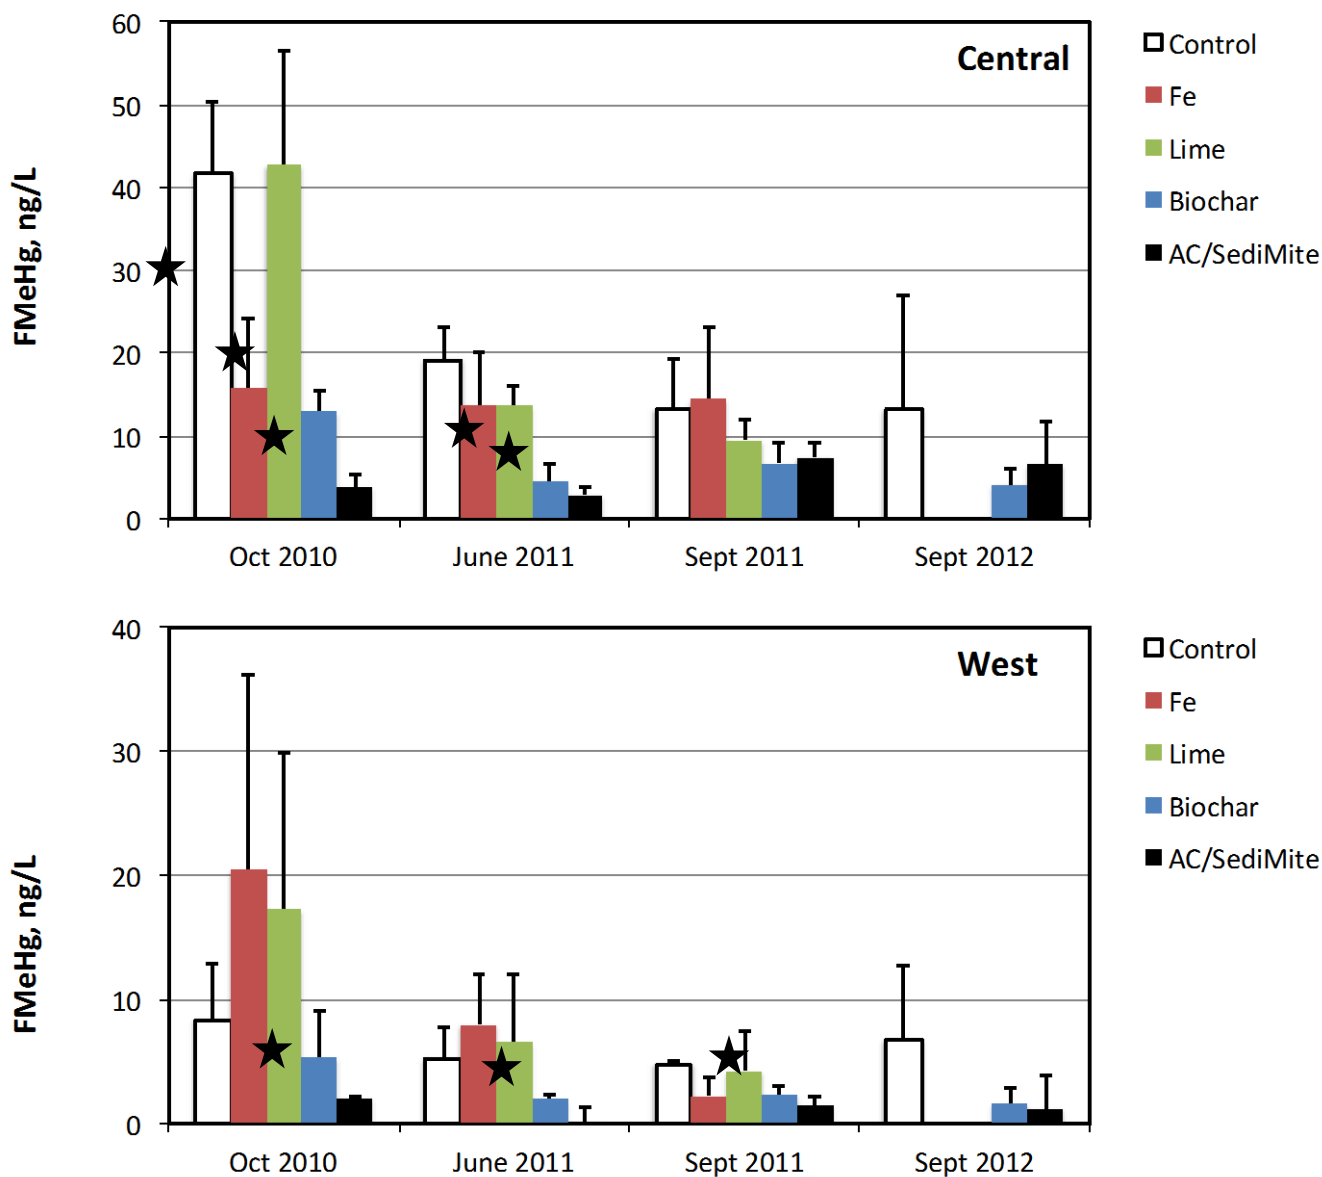 60
50
40
30
20
10
0
FMeHg, ng/L
Central
Control
Fe
Lime
Biochar
AC/SediMite
Oct 2010
June 2011
Sept 2011
Sept 2012
40
30
20
10
0
FMeHg, ng/L
West
Control
Fe
Lime
Biochar
AC/SediMite
Oct 2010
June 2011
Sept 2011
Sept 2012